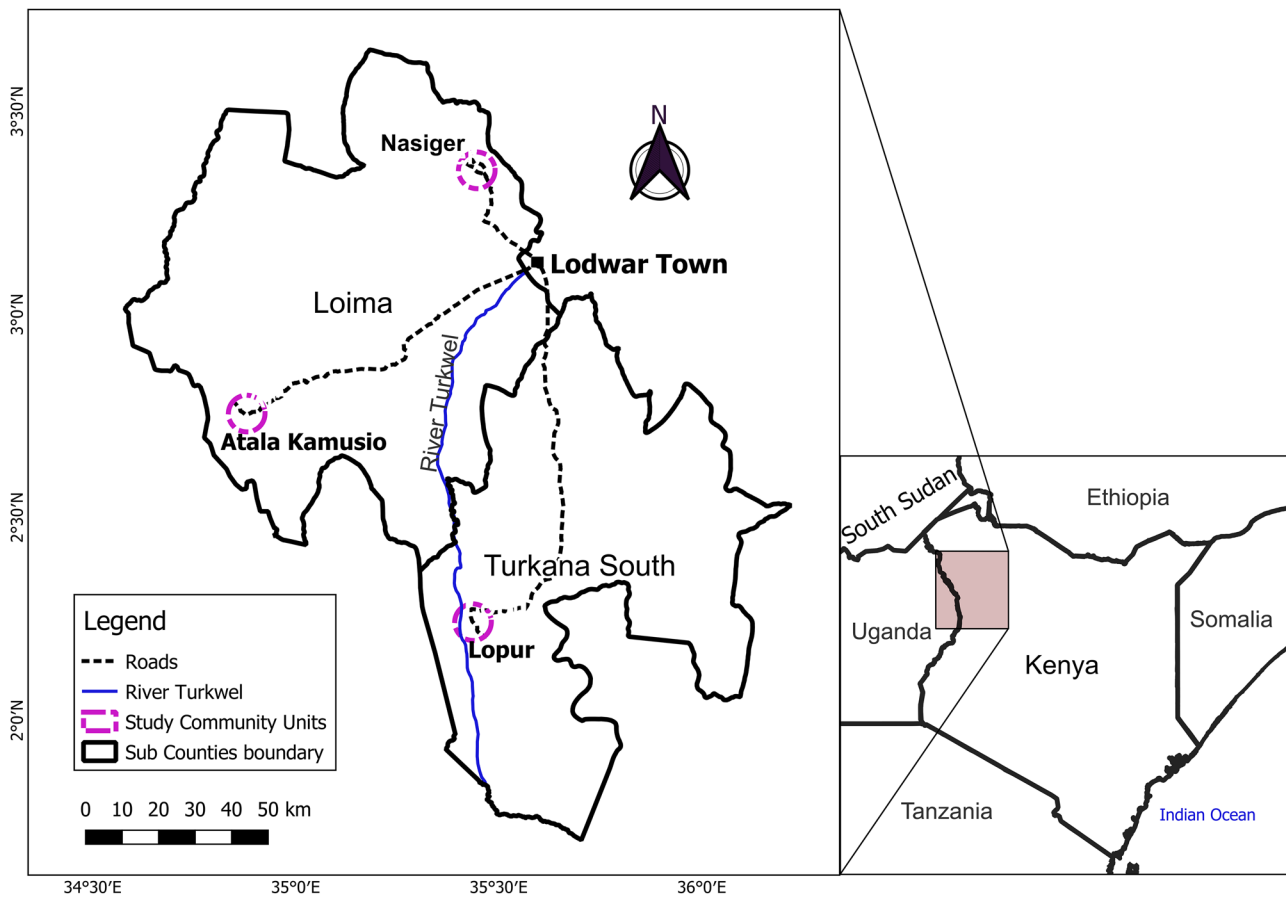 N
Nasiger
Lodwar Town
Loima
River Turkwel
Atala Kamusio
Turkana South
Lopur
Legend
Roads
River Turkwel
Study Community Units
Sub Counties boundary
0 10 20 30 40 50 km
3°30'N
3°0'N
2°30'N
2°0'N
34°30'E 35°0'E 35°30'E 36°0'E
South Sudan
Ethiopia
Uganda
Somalia
Kenya
Tanzania
Indian Ocean